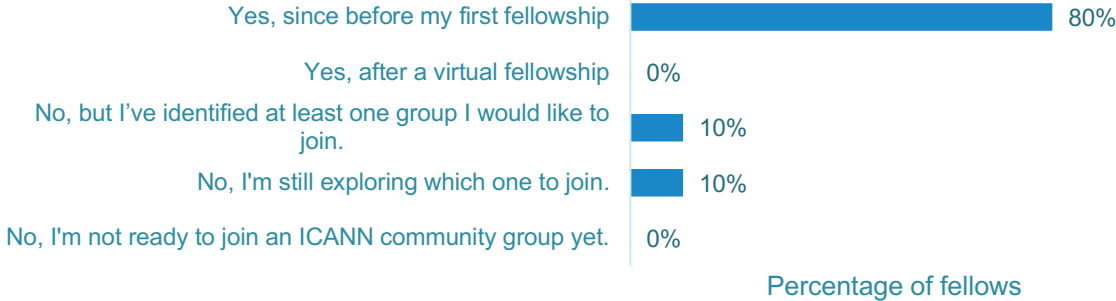 Yes, since before my first fellowship 80%
Yes, after a virtual fellowship 0%
No, but I’ve identified at least one group I would like to
join. 10%
No, I'm still exploring which one to join. 10%
No, I'm not ready to join an ICANN community group yet. 0%
Percentage of fellows